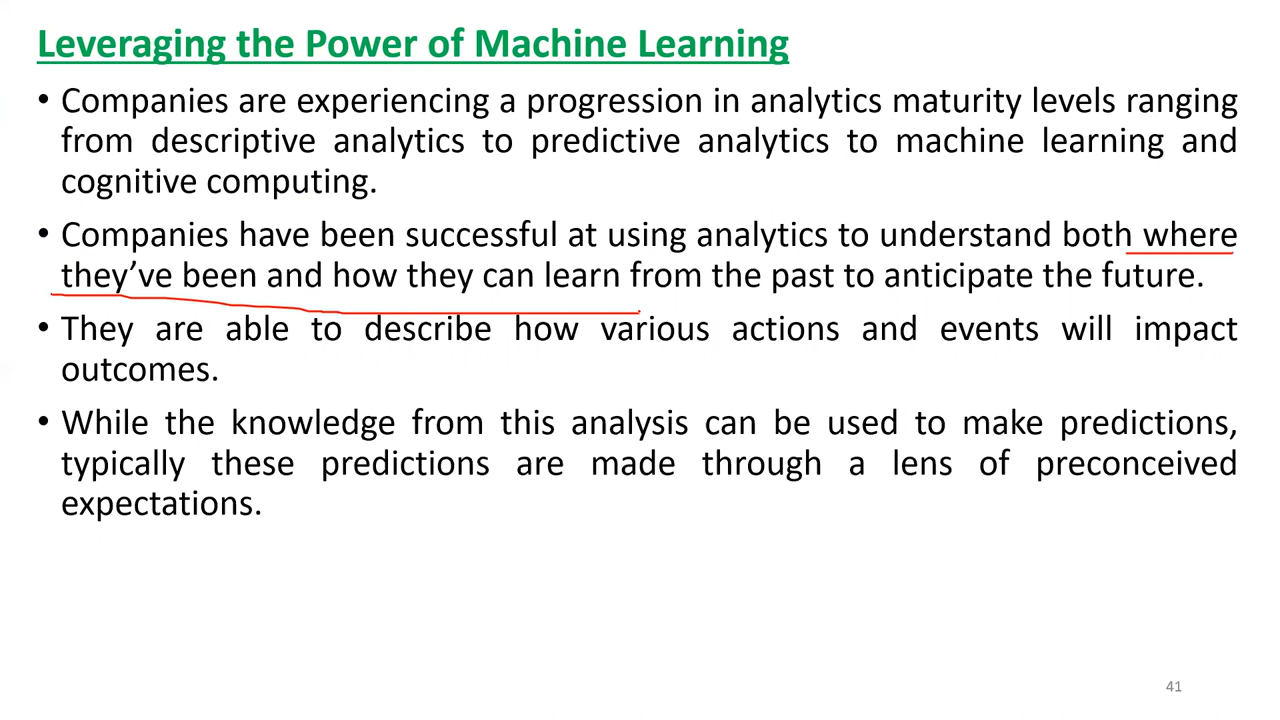 Leveraging the Power of Machine Learning
• Companies are experiencing a progression in analytics maturity levels ranging
from descriptive analytics to predictive analytics to machine learning and
cognitive computing.
• Companies have been successful at using analytics to understand both where
they’ve been and how they can learn from the past to anticipate the future.
• They are able to describe how various actions and events will impact
outcomes.
• While the knowledge from this analysis can be used to make predictions,
typically these predictions are made through a lens of preconceived
expectations.
41